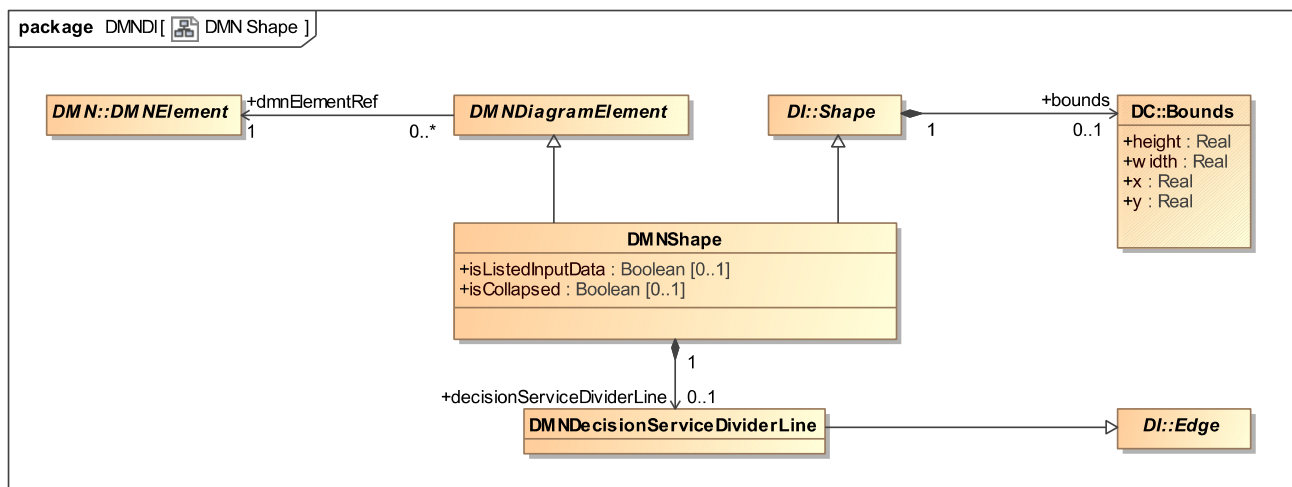 package DMNDI[ DMN Shape ]
DMN::DMNElement
+dmnElementRef
1
0..*
DMNDiagramElement
DI::Shape
1
+bounds
0..1
DC::Bounds
+height : Real
+width : Real
+x : Real
+y : Real
DMNShape
+isListedInputData : Boolean [0..1]
+isCollapsed : Boolean [0..1]
1
+decisionServiceDividerLine
0..1
DMNDecisionServiceDividerLine
DI::Edge